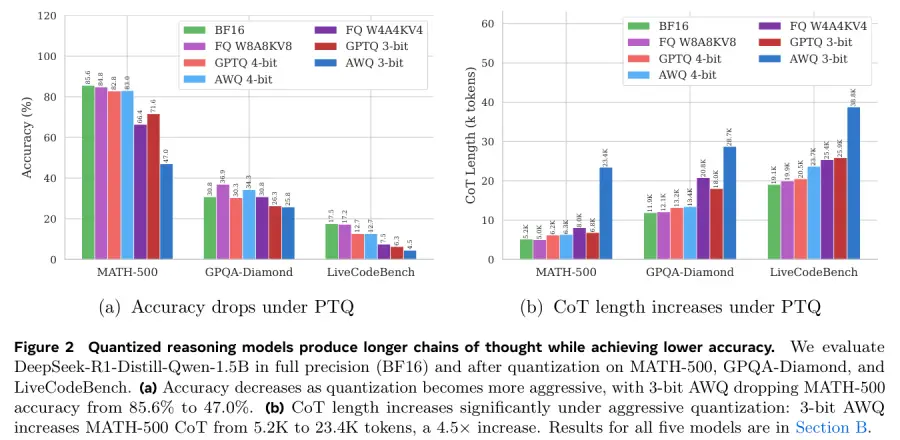 120
100
80
60
40
20
0
Accuracy (%)
BF16
FQ W8A8KV8
GPTQ 4-bit
AWQ 4-bit
FQ W4A4KV4
GPTQ 3-bit
AWQ 3-bit
85.6
84.8
82.8
83.0
66.4
71.6
47.0
30.8
36.9
30.3
34.3
30.8
26.3
25.8
17.5
17.2
12.7
12.7
7.5
6.3
4.5
MATH-500
GPQA-Diamond
LiveCodeBench
(a) Accuracy drops under PTQ
60
50
40
30
20
10
0
CoT Length (k tokens)
BF16
FQ W8A8KV8
GPTQ 4-bit
AWQ 4-bit
FQ W4A4KV4
GPTQ 3-bit
AWQ 3-bit
5.2K
5.0K
6.2K
6.3K
8.0K
6.8K
23.4K
11.9K
12.1K
13.2K
13.4K
20.8K
18.0K
28.7K
19.1K
19.9K
20.5K
23.7K
25.4K
25.9K
38.8K
MATH-500
GPQA-Diamond
LiveCodeBench
(b) CoT length increases under PTQ
Figure 2 Quantized reasoning models produce longer chains of thought while achieving lower accuracy. We evaluate
DeepSeek-R1-Distill-Qwen-1.5B in full precision (BF16) and after quantization on MATH-500, GPQA-Diamond, and
LiveCodeBench. (a) Accuracy decreases as quantization becomes more aggressive, with 3-bit AWQ dropping MATH-500
accuracy from 85.6% to 47.0%. (b) CoT length increases significantly under aggressive quantization: 3-bit AWQ
increases MATH-500 CoT from 5.2K to 23.4K tokens, a 4.5× increase. Results for all five models are in Section B.